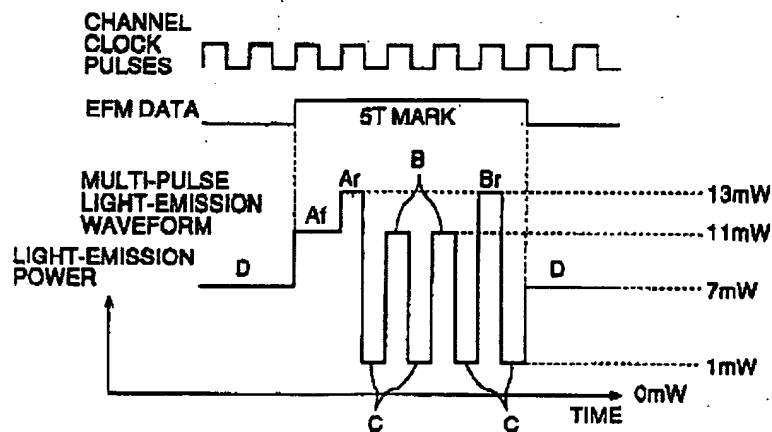 CHANNEL
CLOCK
PULSES
EFM DATA
5T MARK
B
Ar
Br
13mW
MULTI-PULSE
LIGHT-EMISSION
WAVEFORM
Af
11mW
LIGHT-EMISSION
POWER
D
D
7mW
1mW
0mW
TIME
C
C